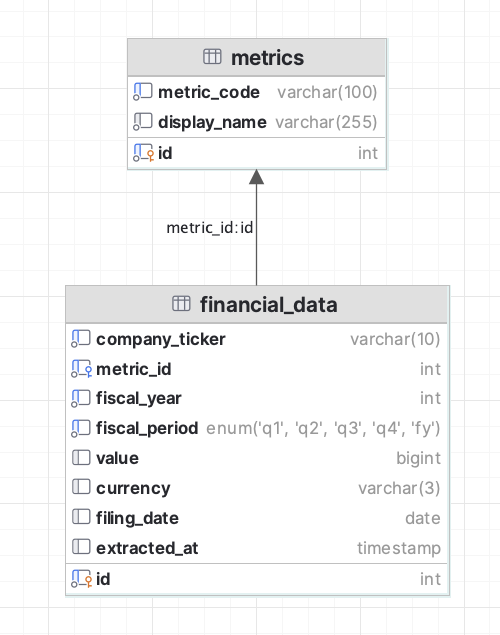 metrics
metric_code varchar(100)
display_name varchar(255)
id int
metric_id:id
financial_data
company_ticker varchar(10)
metric_id int
fiscal_year int
fiscal_period enum('q1', 'q2', 'q3', 'q4', 'fy')
value bigint
currency varchar(3)
filing_date date
extracted_at timestamp
id int